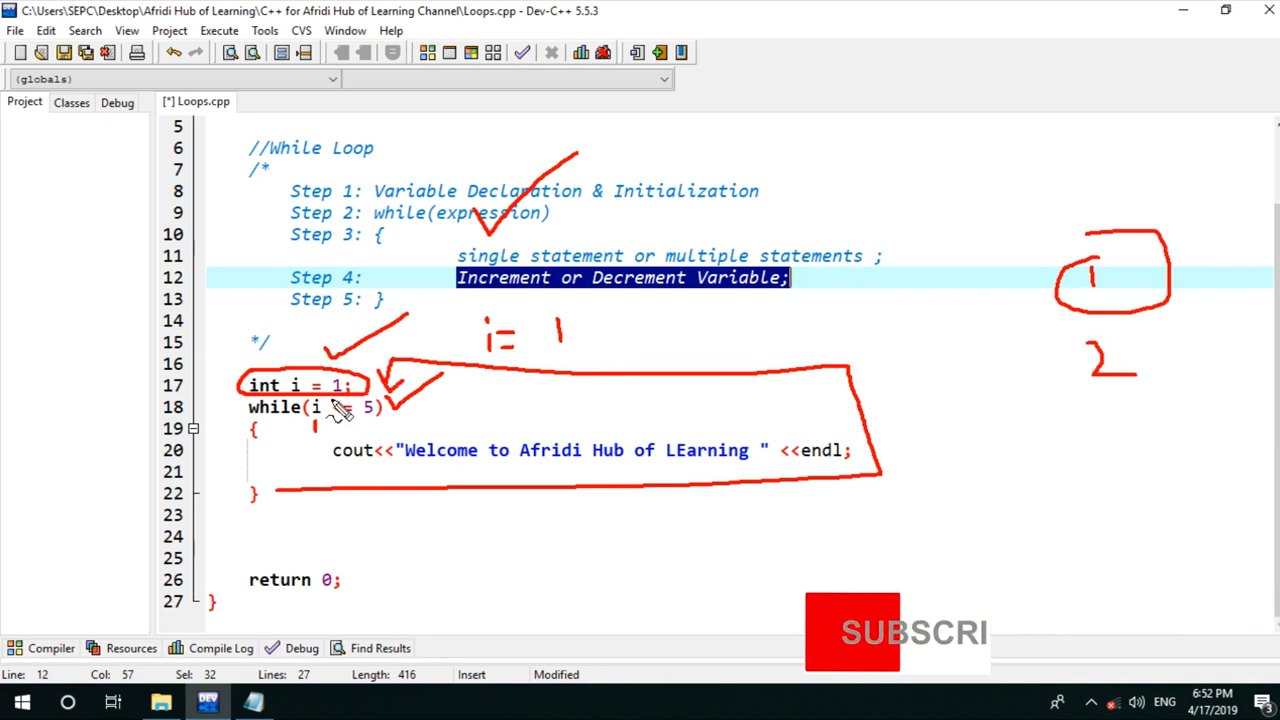 C:\Users\SEPC\Desktop\Afridi Hub of Learning\C++ for Afridi Hub of Learning Channel\Loops.cpp - Dev-C++ 5.5.3
File Edit Search View Project Execute Tools CVS Window Help
(globals)
Project Classes Debug [*] Loops.cpp
5
6 //While Loop
7 /*
8 Step 1: Variable Declaration & Initialization
9 Step 2: while(expression)
10 Step 3: {
11 single statement or multiple statements ;
12 Step 4: Increment or Decrement Variable;
13 Step 5: }
14
15 */
16
17 int i = 1;
18 while(i = 5)
19 {
20 cout<<"Welcome to Afridi Hub of LEarning " <<endl;
21
22 }
23
24
25
26 return 0;
27 }
i= 1
1
1
2
SUBSCRI
Compiler Resources Compile Log Debug Find Results
Line: 12 Col: 57 Sel: 32 Lines: 27 Length: 416 Insert Modified
DEV
ENG
6:52 PM
4/17/2019
3